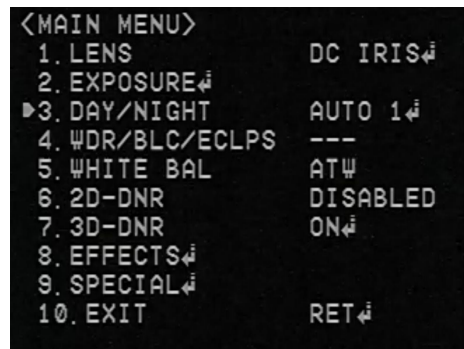 <MAIN MENU>
1. LENS DC IRIS↲
2. EXPOSURE↲
▶3. DAY/NIGHT AUTO 1↲
4. WDR/BLC/ECLPS ---
5. WHITE BAL ATW
6. 2D-DNR DISABLED
7. 3D-DNR ON↲
8. EFFECTS↲
9. SPECIAL↲
10. EXIT RET↲